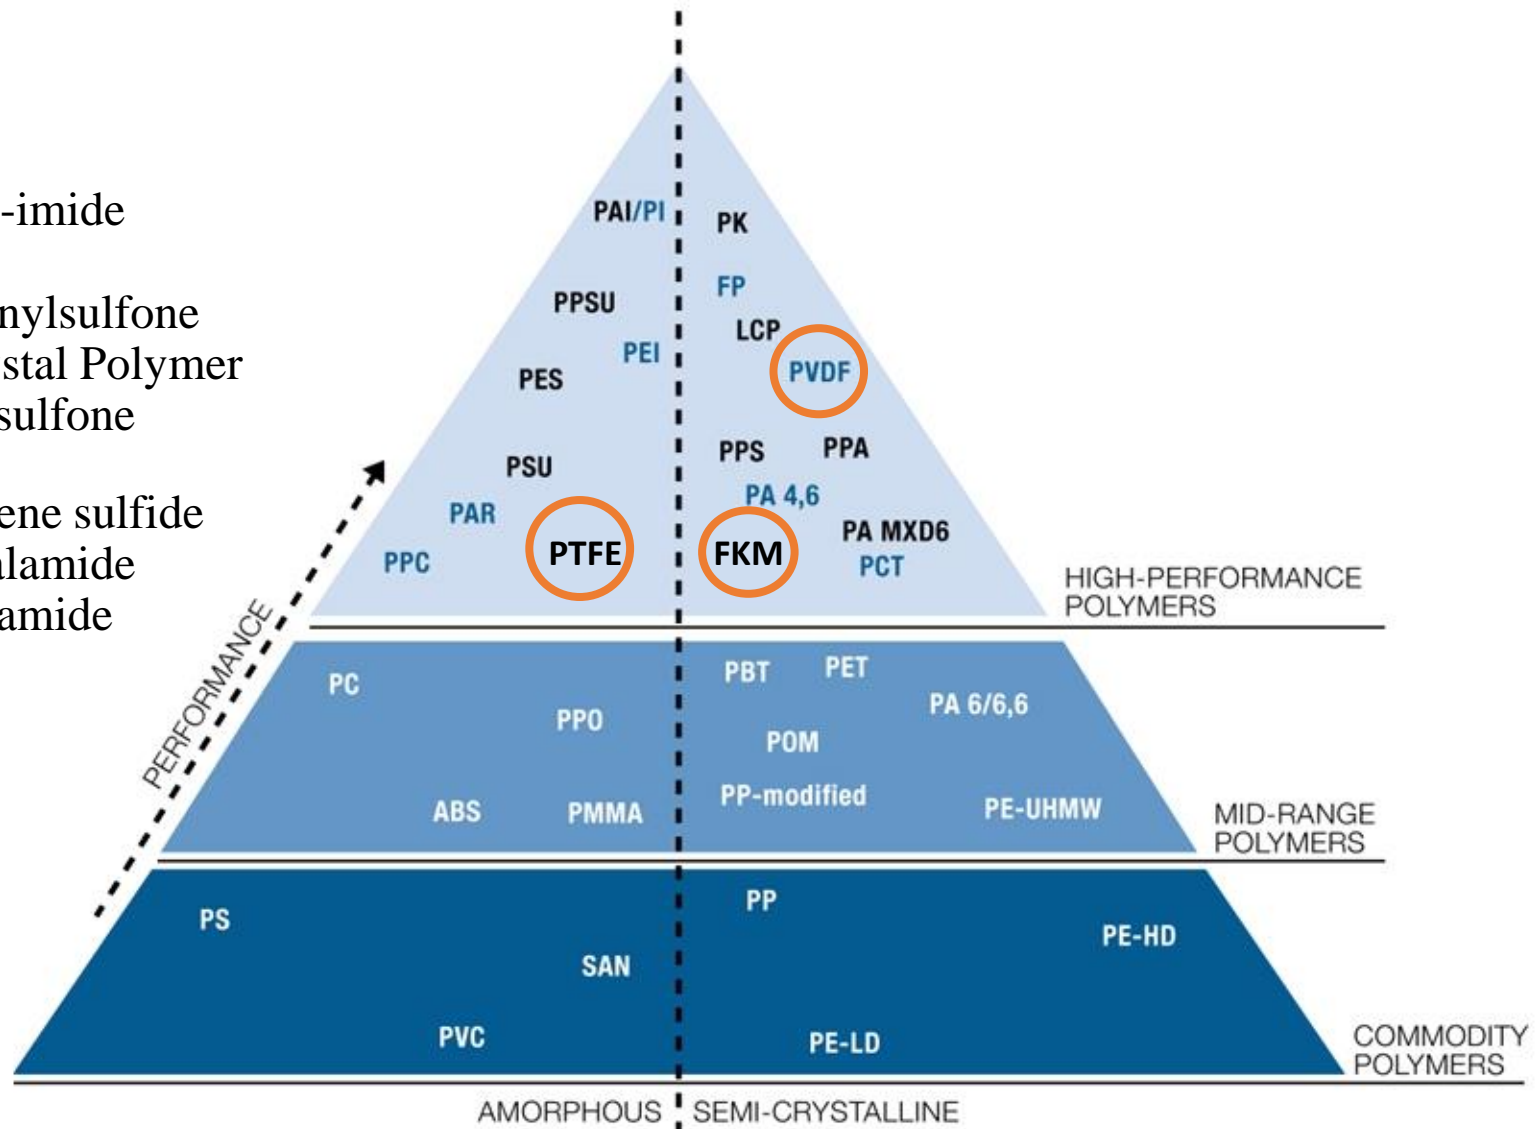 -imide
nylsulfone
stal Polymer
sulfone
ene sulfide
alamide
amide
PERFORMANCE
PAI/PI
PK
FP
PPSU
LCP
PEI
PVDF
PES
PPS
PPA
PSU
PA 4,6
PAR
PA MXD6
PTFE
FKM
PPC
PCT
HIGH-PERFORMANCE
POLYMERS
PC
PBT
PET
PA 6/6,6
PPO
POM
PP-modified
ABS
PMMA
PE-UHMW
MID-RANGE
POLYMERS
PS
PP
PE-HD
SAN
PVC
PE-LD
COMMODITY
POLYMERS
AMORPHOUS
SEMI-CRYSTALLINE